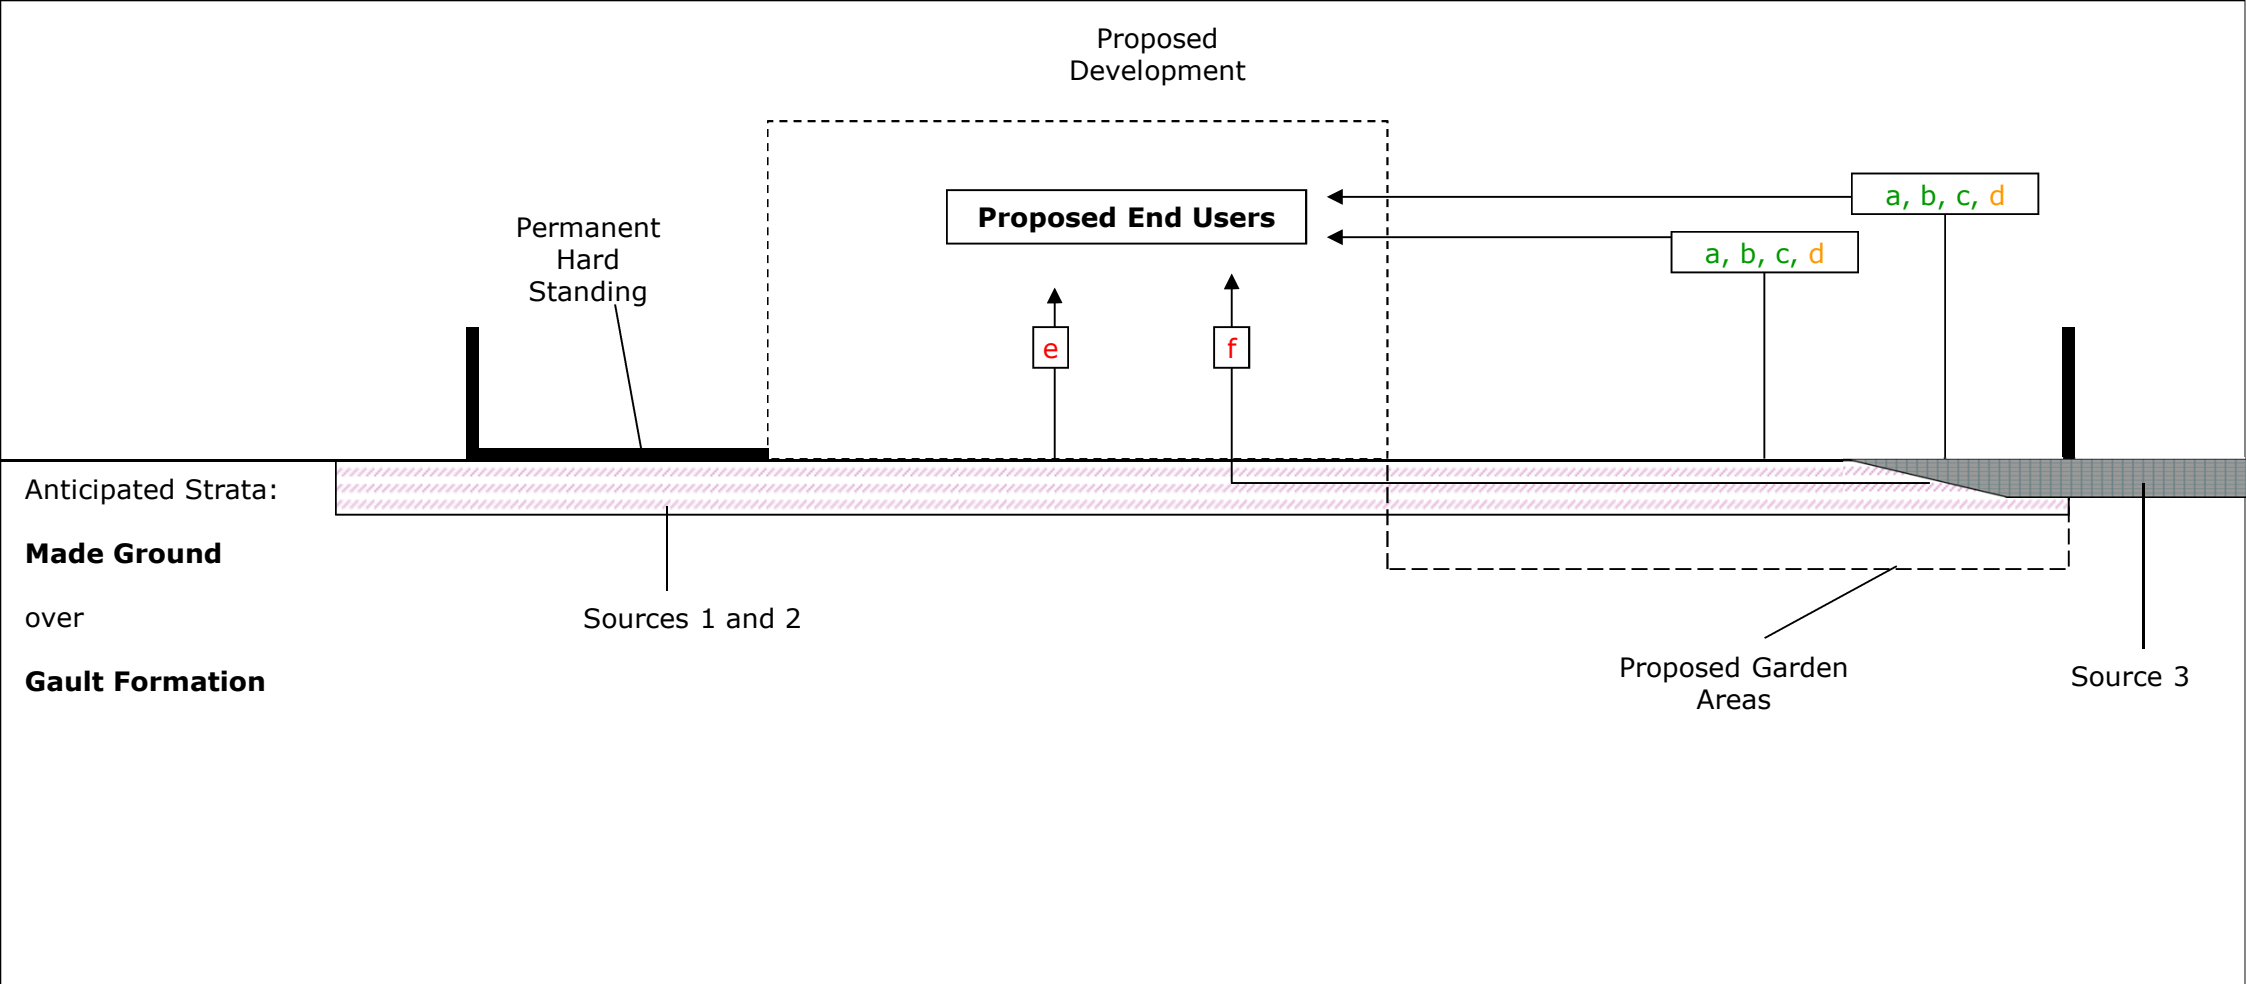 Proposed
Development
a, b, c, d
Proposed End Users
Permanent
Hard
Standing
a, b, c, d
e
f
Anticipated Strata:
Made Ground
over
Sources 1 and 2
Gault Formation
Proposed Garden
Areas
Source 3